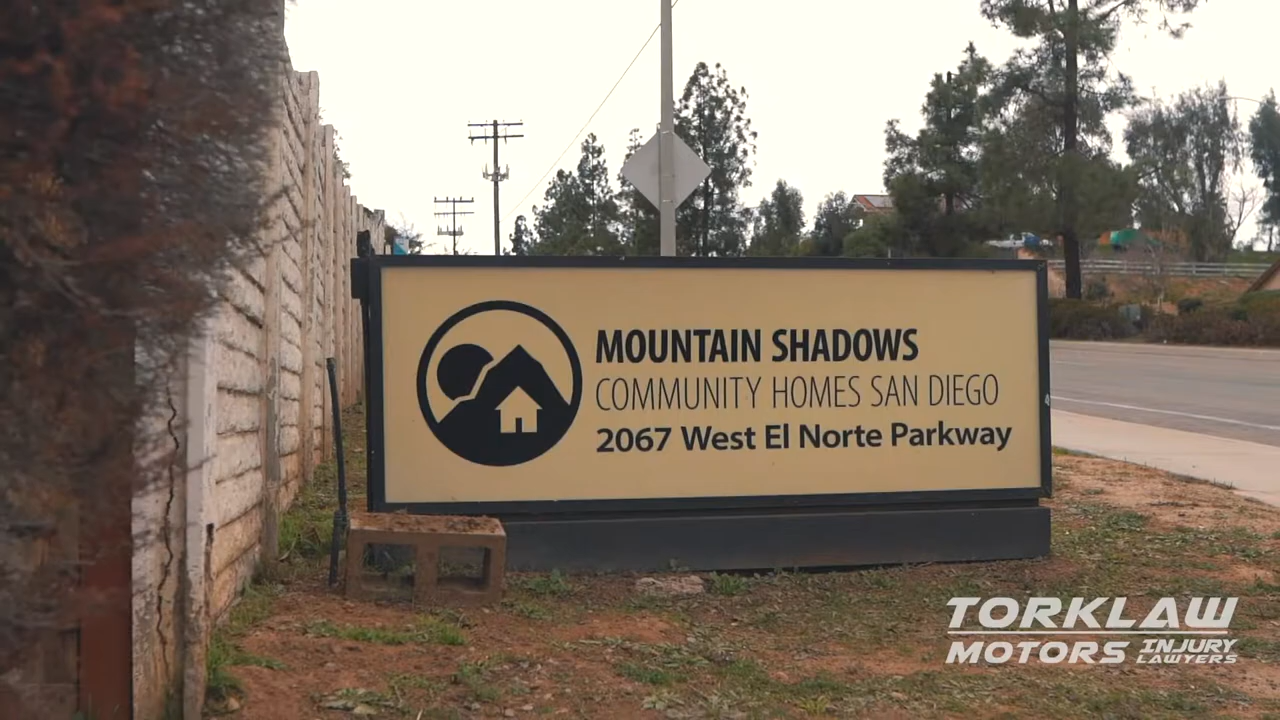 MOUNTAIN SHADOWS
COMMUNITY HOMES SAN DIEGO
2067 West El Norte Parkway
TORKLAW
MOTORS INJURY LAWYERS